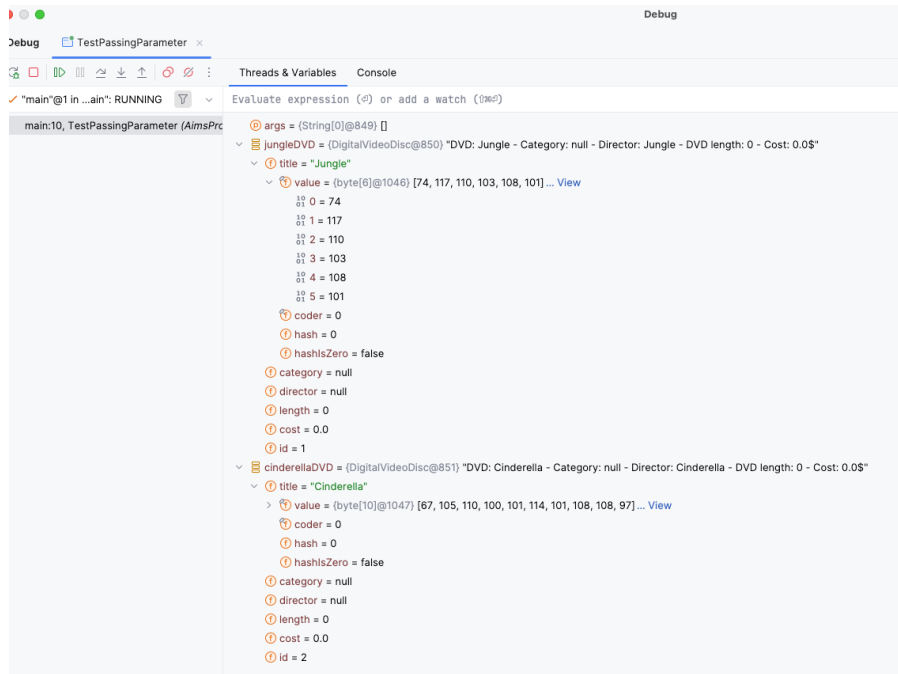 Debug
Debug
TestPassingParameter
Threads & Variables Console
"main"@1 in ...ain": RUNNING
Evaluate expression (⏎) or add a watch (⇧⌘⏎)
main:10, TestPassingParameter (AimsPro
args = {String[0]@849} []
jungleDVD = {DigitalVideoDisc@850} "DVD: Jungle - Category: null - Director: Jungle - DVD length: 0 - Cost: 0.0$"
title = "Jungle"
value = {byte[6]@1046} [74, 117, 110, 103, 108, 101] ... View
0 = 74
1 = 117
2 = 110
3 = 103
4 = 108
5 = 101
coder = 0
hash = 0
hashIsZero = false
category = null
director = null
length = 0
cost = 0.0
id = 1
cinderellaDVD = {DigitalVideoDisc@851} "DVD: Cinderella - Category: null - Director: Cinderella - DVD length: 0 - Cost: 0.0$"
title = "Cinderella"
value = {byte[10]@1047} [67, 105, 110, 100, 101, 114, 101, 108, 108, 97] ... View
coder = 0
hash = 0
hashIsZero = false
category = null
director = null
length = 0
cost = 0.0
id = 2